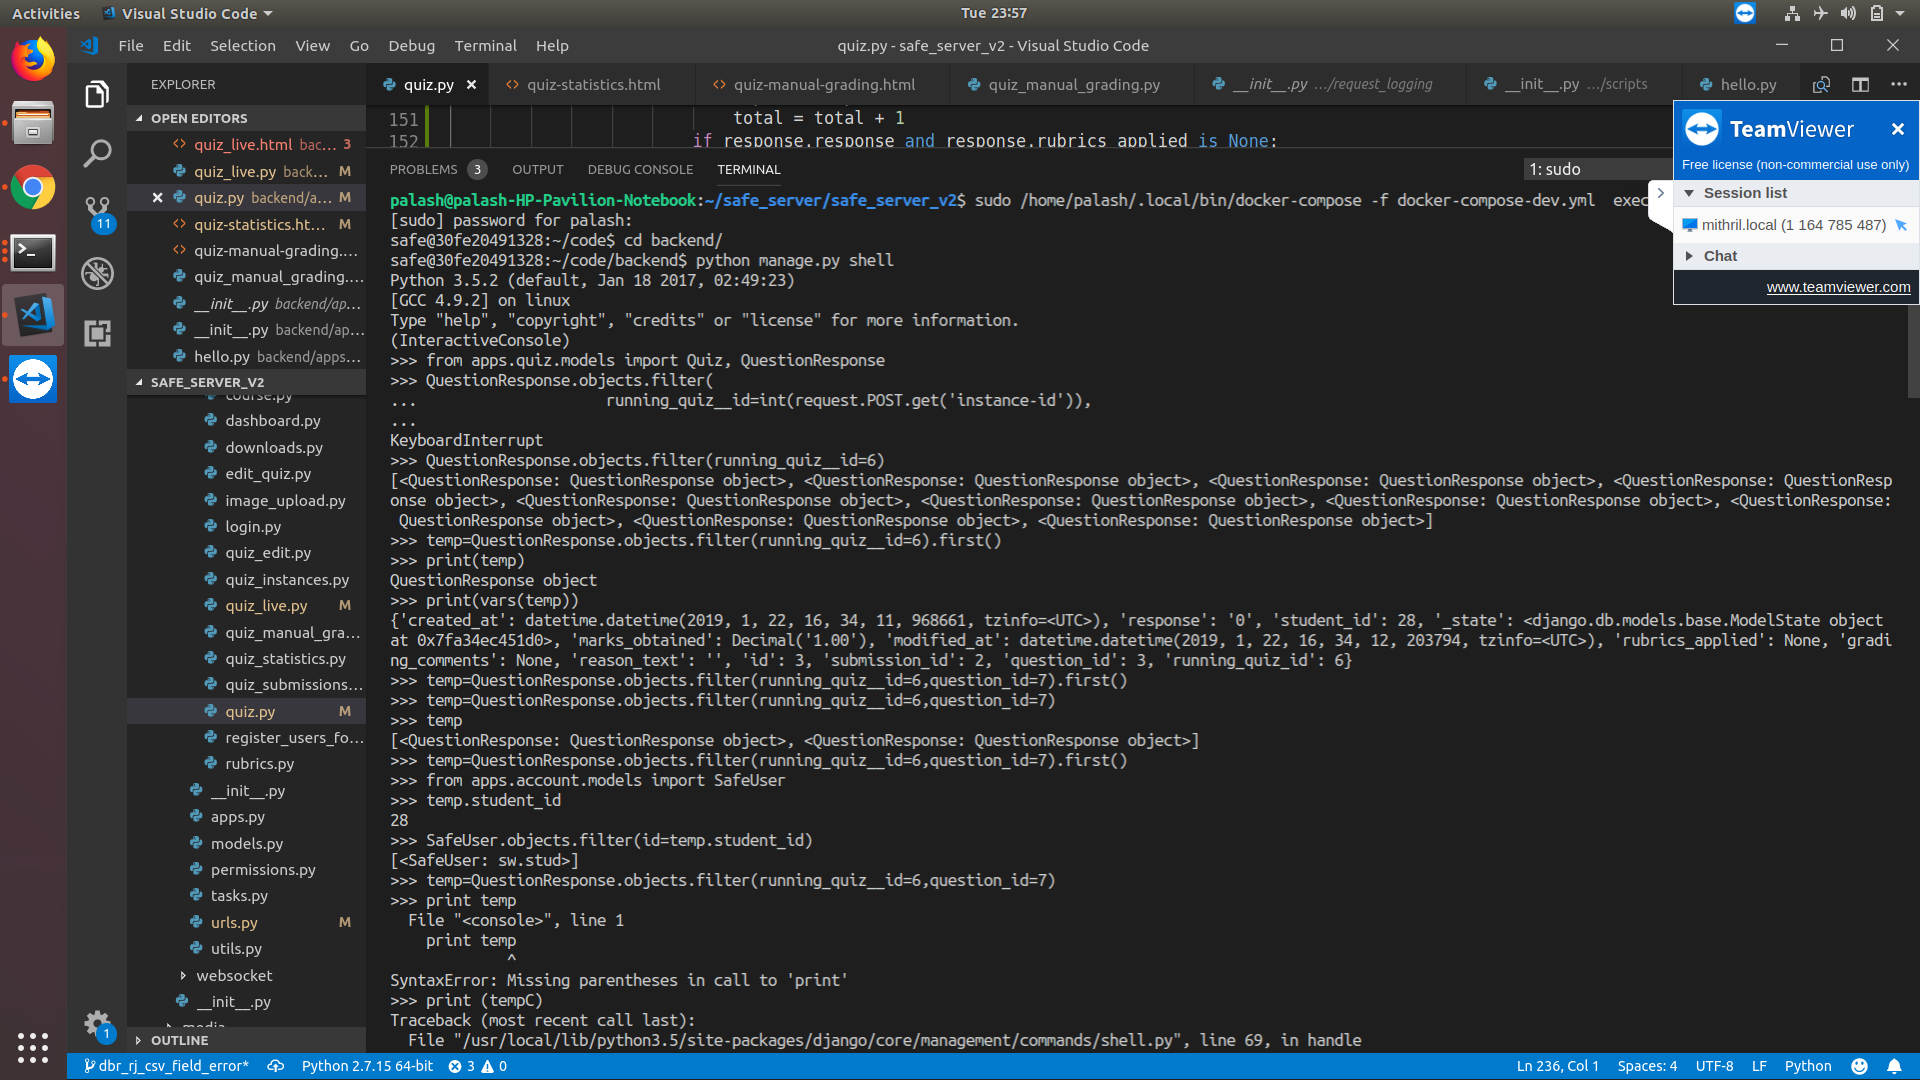 Activities
Visual Studio Code
Tue 23:57
File Edit Selection View Go Debug Terminal Help
quiz.py - safe_server_v2 - Visual Studio Code
EXPLORER
quiz.py
quiz-statistics.html
quiz-manual-grading.html
quiz_manual_grading.py
__init__.py .../request_logging
__init__.py .../scripts
hello.py
OPEN EDITORS
quiz_live.html bac... 3
quiz_live.py back... M
quiz.py backend/a... M
quiz-statistics.ht... M
quiz-manual-grading....
quiz_manual_grading....
__init__.py backend/ap...
__init__.py backend/ap...
hello.py backend/apps...
11
SAFE_SERVER_V2
course.py
dashboard.py
downloads.py
edit_quiz.py
image_upload.py
login.py
quiz_edit.py
quiz_instances.py
quiz_live.py M
quiz_manual_gra...
quiz_statistics.py
quiz_submissions...
quiz.py M
register_users_fo...
rubrics.py
__init__.py
apps.py
models.py
permissions.py
tasks.py
urls.py M
utils.py
websocket
__init__.py
media
OUTLINE
1
151 total = total + 1
152 if response.response and response.rubrics_applied is None:
PROBLEMS 3 OUTPUT DEBUG CONSOLE TERMINAL
1: sudo
palash@palash-HP-Pavilion-Notebook:~/safe_server/safe_server_v2$ sudo /home/palash/.local/bin/docker-compose -f docker-compose-dev.yml exec
[sudo] password for palash:
safe@30fe20491328:~/code$ cd backend/
safe@30fe20491328:~/code/backend$ python manage.py shell
Python 3.5.2 (default, Jan 18 2017, 02:49:23)
[GCC 4.9.2] on linux
Type "help", "copyright", "credits" or "license" for more information.
(InteractiveConsole)
>>> from apps.quiz.models import Quiz, QuestionResponse
>>> QuestionResponse.objects.filter(
... running_quiz__id=int(request.POST.get('instance-id')),
...
KeyboardInterrupt
>>> QuestionResponse.objects.filter(running_quiz__id=6)
[<QuestionResponse: QuestionResponse object>, <QuestionResponse: QuestionResponse object>, <QuestionResponse: QuestionResponse object>, <QuestionResponse: QuestionResp
onse object>, <QuestionResponse: QuestionResponse object>, <QuestionResponse: QuestionResponse object>, <QuestionResponse: QuestionResponse object>, <QuestionResponse:
QuestionResponse object>, <QuestionResponse: QuestionResponse object>, <QuestionResponse: QuestionResponse object>]
>>> temp=QuestionResponse.objects.filter(running_quiz__id=6).first()
>>> print(temp)
QuestionResponse object
>>> print(vars(temp))
{'created_at': datetime.datetime(2019, 1, 22, 16, 34, 11, 968661, tzinfo=<UTC>), 'response': '0', 'student_id': 28, '_state': <django.db.models.base.ModelState object
at 0x7fa34ec451d0>, 'marks_obtained': Decimal('1.00'), 'modified_at': datetime.datetime(2019, 1, 22, 16, 34, 12, 203794, tzinfo=<UTC>), 'rubrics_applied': None, 'gradi
ng_comments': None, 'reason_text': '', 'id': 3, 'submission_id': 2, 'question_id': 3, 'running_quiz_id': 6}
>>> temp=QuestionResponse.objects.filter(running_quiz__id=6,question_id=7).first()
>>> temp=QuestionResponse.objects.filter(running_quiz__id=6,question_id=7)
>>> temp
[<QuestionResponse: QuestionResponse object>, <QuestionResponse: QuestionResponse object>]
>>> temp=QuestionResponse.objects.filter(running_quiz__id=6,question_id=7).first()
>>> from apps.account.models import SafeUser
>>> temp.student_id
28
>>> SafeUser.objects.filter(id=temp.student_id)
[<SafeUser: sw.stud>]
>>> temp=QuestionResponse.objects.filter(running_quiz__id=6,question_id=7)
>>> print temp
File "<console>", line 1
print temp
^
SyntaxError: Missing parentheses in call to 'print'
>>> print (tempC)
Traceback (most recent call last):
File "/usr/local/lib/python3.5/site-packages/django/core/management/commands/shell.py", line 69, in handle
TeamViewer
Free license (non-commercial use only)
Session list
mithril.local (1 164 785 487)
Chat
www.teamviewer.com
dbr_rj_csv_field_error* Python 2.7.15 64-bit 3 0
Ln 236, Col 1 Spaces: 4 UTF-8 LF Python